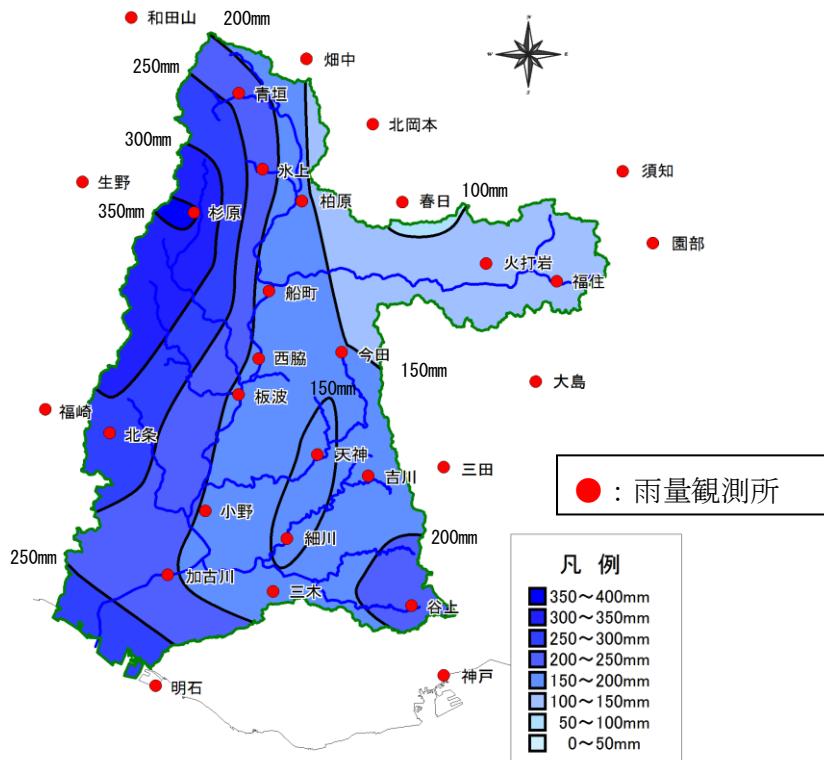 和田山
200mm
畑中
N
W
E
S
250mm
青垣
北岡本
300mm
氷上
須知
生野
柏原
春日
100mm
350mm
杉原
園部
火打岩
福住
船町
西脇
今田
150mm
大島
150mm
板波
福崎
北条
天神
三田
吉川
:雨量観測所
小野
200mm
細川
250mm
加古川
三木
谷上
明石
神戸
凡 例
350～400mm
300～350mm
250～300mm
200～250mm
150～200mm
100～150mm
50～100mm
0～50mm